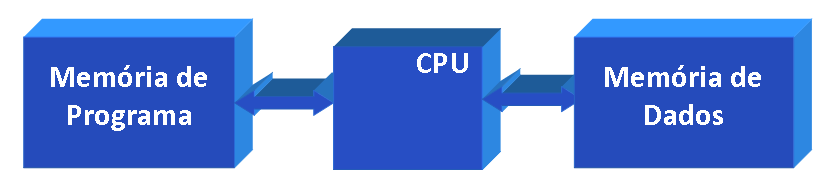 Memória de
Programa
CPU
Memória de
Dados